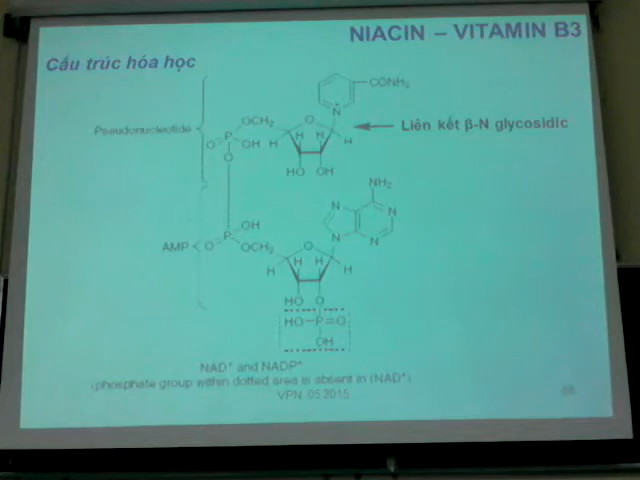 NIACIN – VITAMIN B3
Cấu trúc hóa học
CONH₂
N
Pseudonucleotide
OCH₂
O
Liên kết β-N glycosidic
P
O
OH
H
H
H
H
O
HO
OH
NH₂
N
N
N
N
OH
AMP
O
P
OCH₂
O
H
H
H
H
HO
O
HO–P=O
OH
NAD⁺ and NADP⁺
(phosphate group within dotted area is absent in (NAD⁺)
VPN. 05.2015